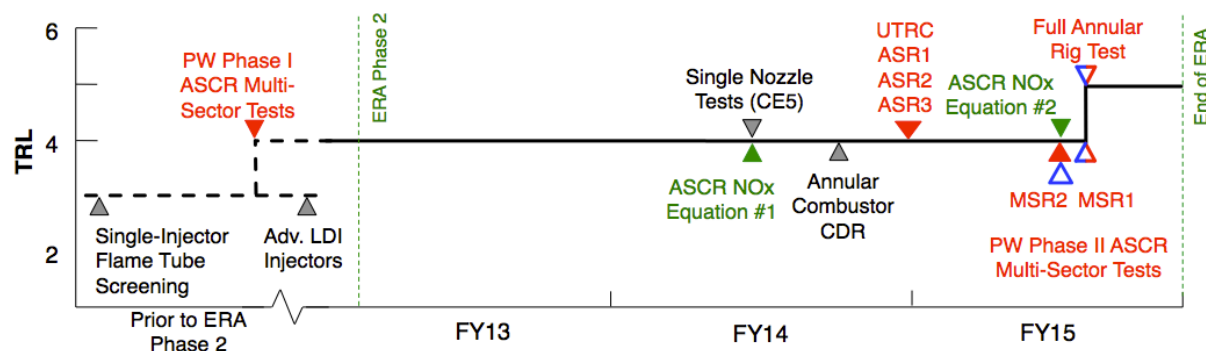 6
4
2
TRL
PW Phase I
ASCR Multi-
Sector Tests
ERA Phase 2
Single Nozzle
Tests (CE5)
UTRC
ASR1
ASR2
ASR3
ASCR NOx
Equation #2
Full Annular
Rig Test
End of ERA
Single-Injector
Flame Tube
Screening
Adv. LDI
Injectors
ASCR NOx
Equation #1
Annular
Combustor
CDR
MSR2 MSR1
PW Phase II ASCR
Multi-Sector Tests
Prior to ERA
Phase 2
FY13
FY14
FY15